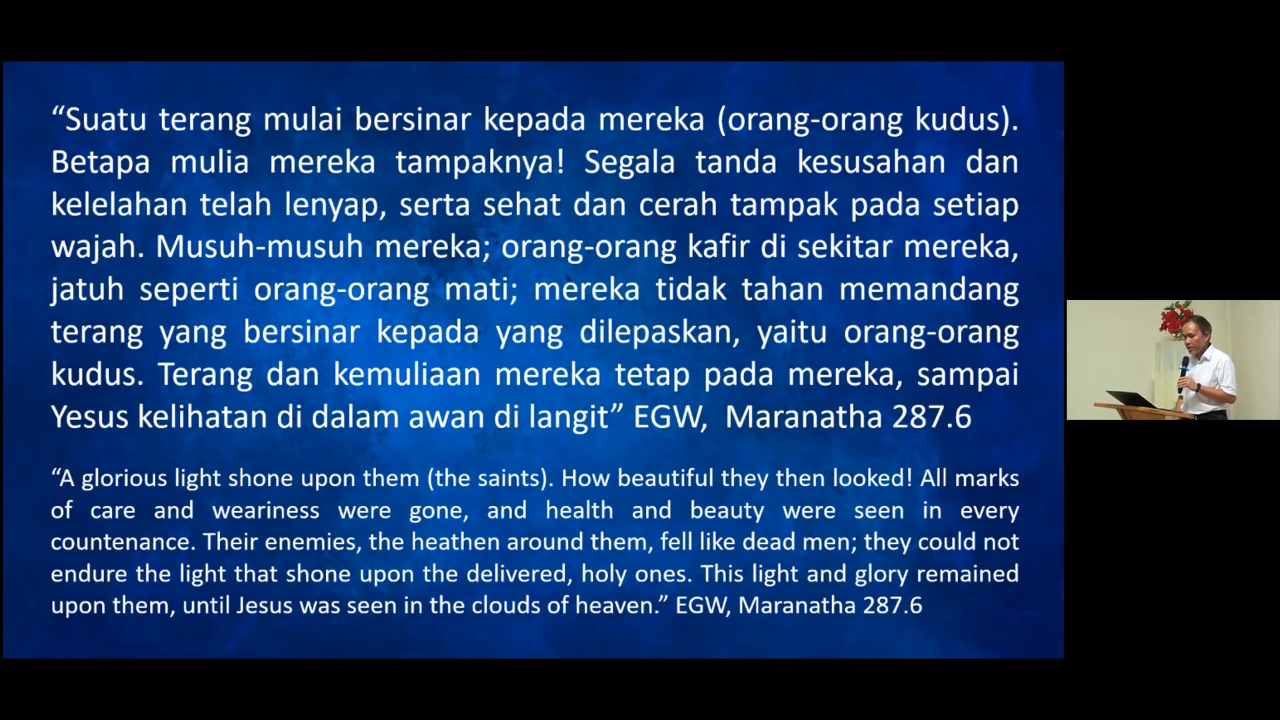 “Suatu terang mulai bersinar kepada mereka (orang-orang kudus).
Betapa mulia mereka tampaknya! Segala tanda kesusahan dan
kelelahan telah lenyap, serta sehat dan cerah tampak pada setiap
wajah. Musuh-musuh mereka; orang-orang kafir di sekitar mereka,
jatuh seperti orang-orang mati; mereka tidak tahan memandang
terang yang bersinar kepada yang dilepaskan, yaitu orang-orang
kudus. Terang dan kemuliaan mereka tetap pada mereka, sampai
Yesus kelihatan di dalam awan di langit” EGW, Maranatha 287.6
“A glorious light shone upon them (the saints). How beautiful they then looked! All marks
of care and weariness were gone, and health and beauty were seen in every
countenance. Their enemies, the heathen around them, fell like dead men; they could not
endure the light that shone upon the delivered, holy ones. This light and glory remained
upon them, until Jesus was seen in the clouds of heaven.” EGW, Maranatha 287.6